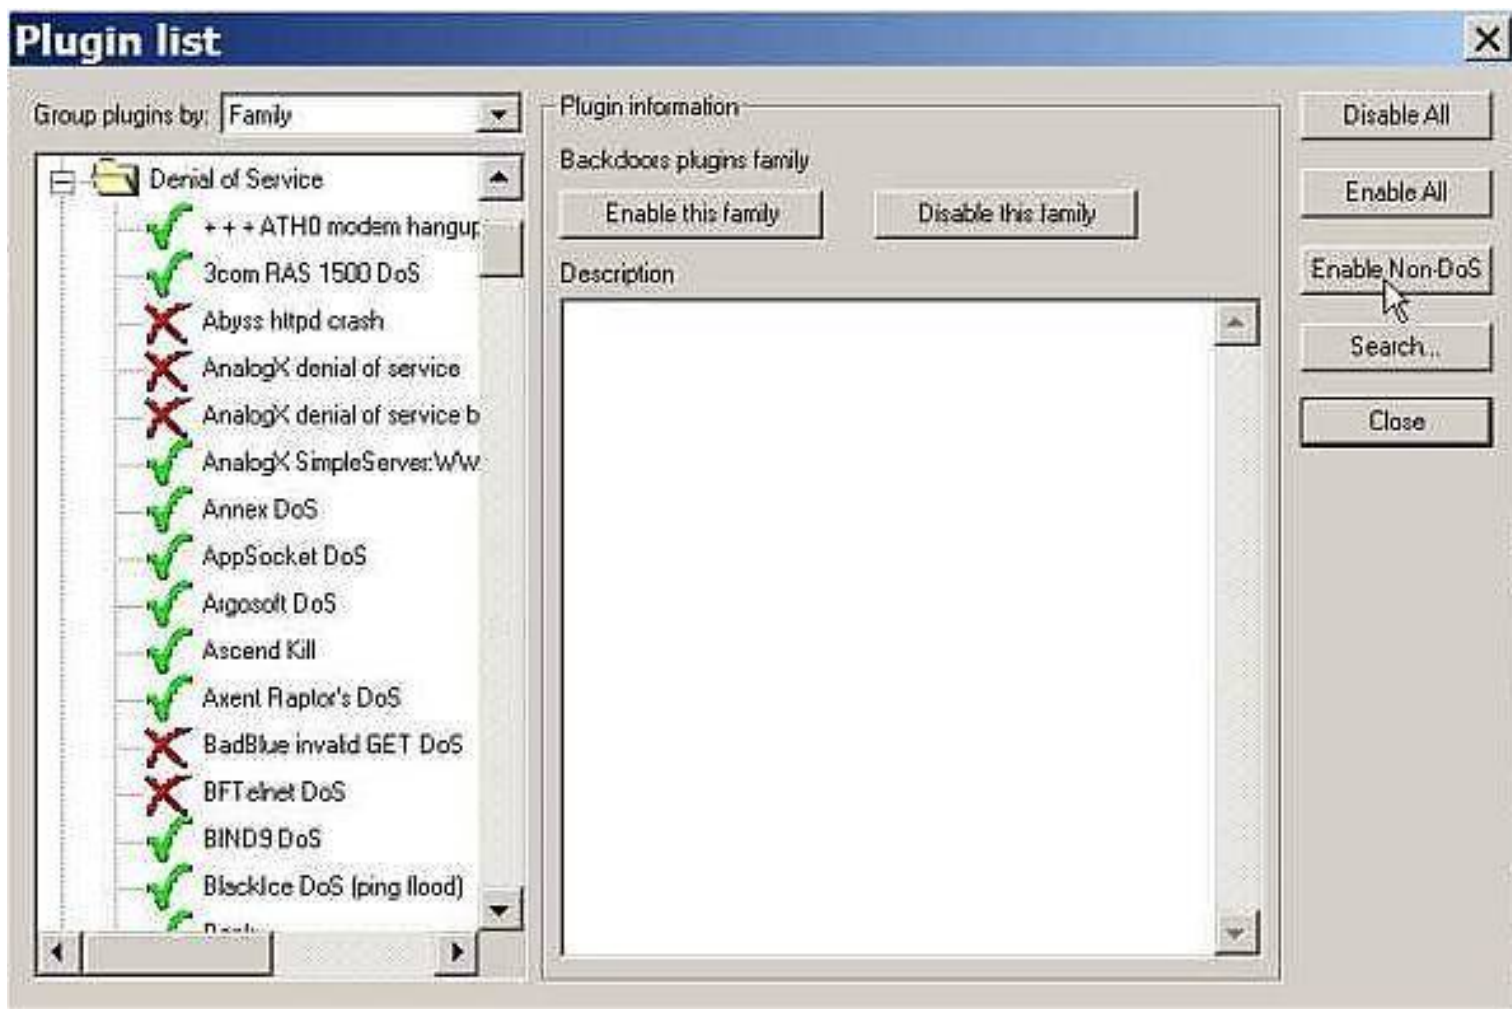 Plugin list
Group plugins by: Family
Denial of Service
+ + + ATH0 modem hangup
3com RAS 1500 DoS
Abyss httpd crash
AnalogX denial of service
AnalogX denial of service b
AnalogX SimpleServer:WW
Annex DoS
AppSocket DoS
Argosoft DoS
Ascend Kill
Axent Raptor's DoS
BadBlue invalid GET DoS
BFTelnet DoS
BIND9 DoS
BlackIce DoS (ping flood)
Plugin information
Backdoors plugins family
Enable this family
Disable this family
Description
Disable All
Enable All
Enable Non-DoS
Search...
Close